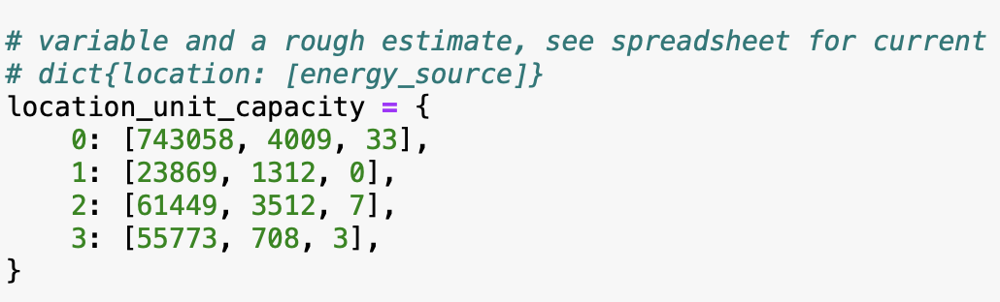 # variable and a rough estimate, see spreadsheet for current
# dict{location: [energy_source]}
location_unit_capacity = {
    0: [743058, 4009, 33],
    1: [23869, 1312, 0],
    2: [61449, 3512, 7],
    3: [55773, 708, 3],
}